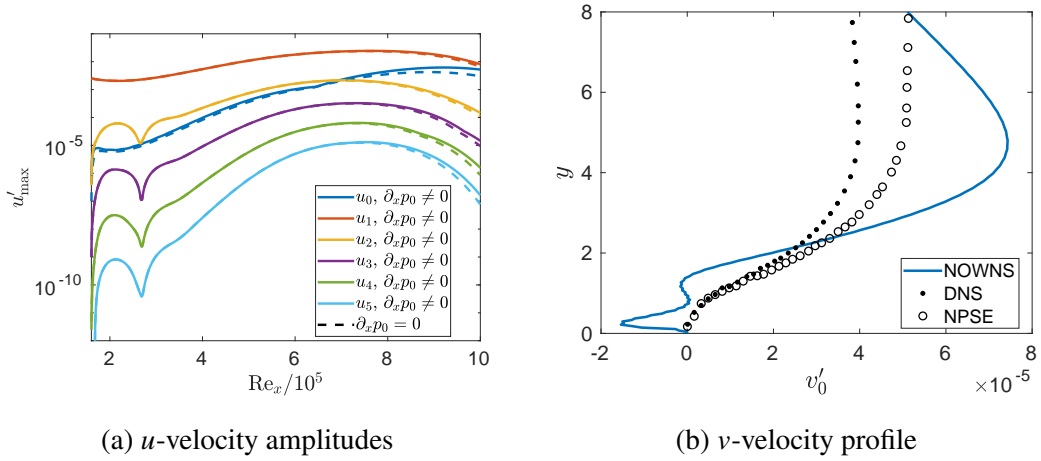 10^{-5}
10^{-10}
u'_{max}
2
4
6
8
10
Re_x/10^5
u_0, ∂_x p_0 ≠ 0
u_1, ∂_x p_0 ≠ 0
u_2, ∂_x p_0 ≠ 0
u_3, ∂_x p_0 ≠ 0
u_4, ∂_x p_0 ≠ 0
u_5, ∂_x p_0 ≠ 0
∂_x p_0 = 0
(a) u-velocity amplitudes
8
6
4
2
0
y
-2
0
2
4
6
8
v'_0
×10^{-5}
NOWNS
DNS
NPSE
(b) v-velocity profile